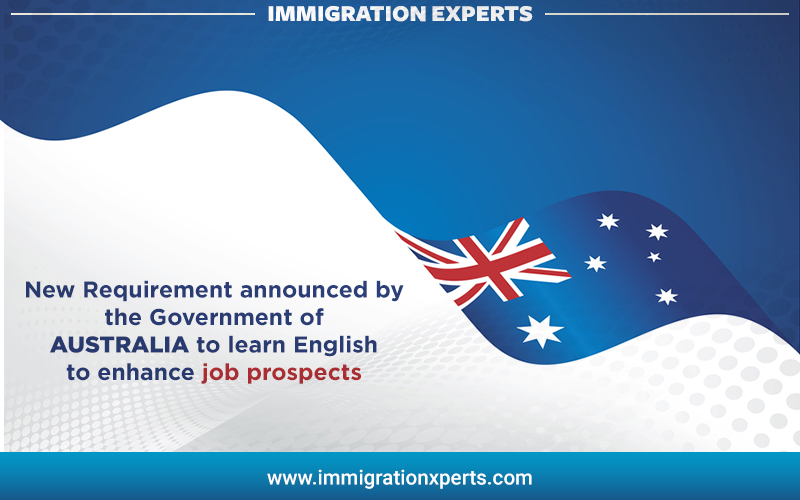 IMMIGRATION EXPERTS
New Requirement announced by
the Government of
AUSTRALIA to learn English
to enhance job prospects
www.immigrationxperts.com